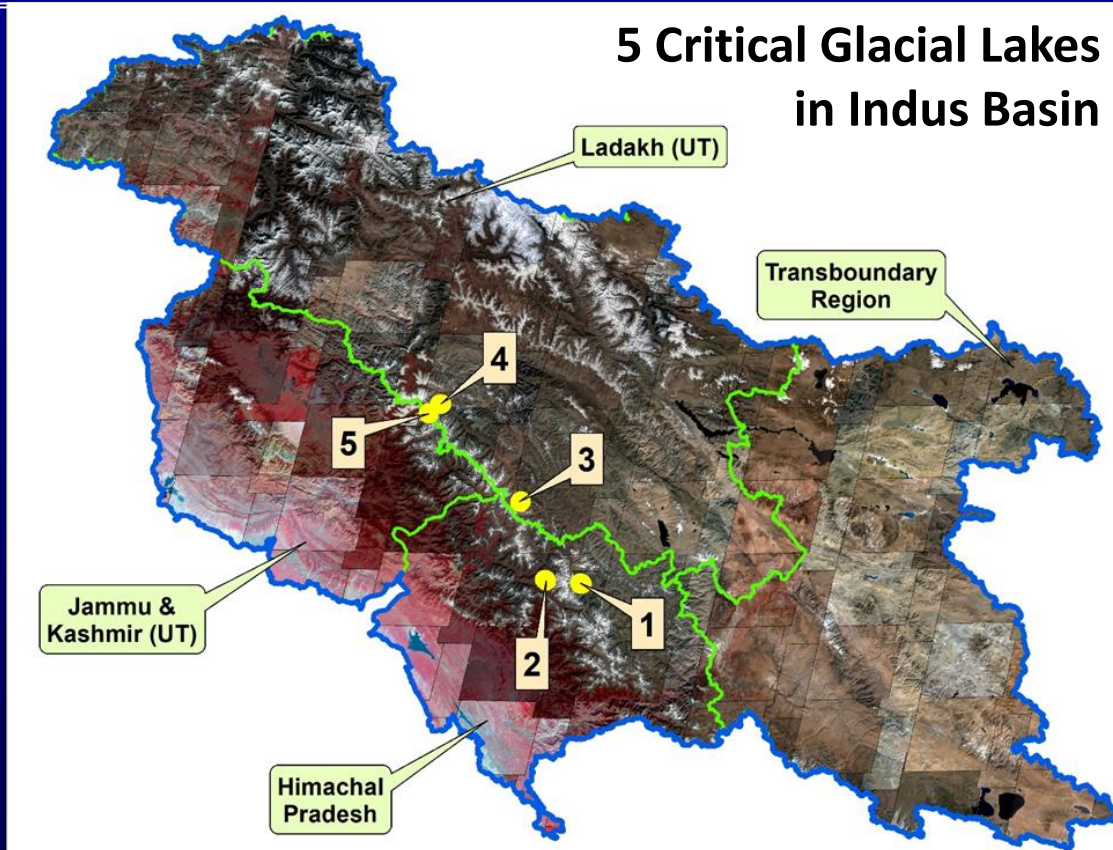 5 Critical Glacial Lakes
in Indus Basin
Ladakh (UT)
Transboundary
Region
4
5
3
Jammu &
Kashmir (UT)
2
1
Himachal
Pradesh